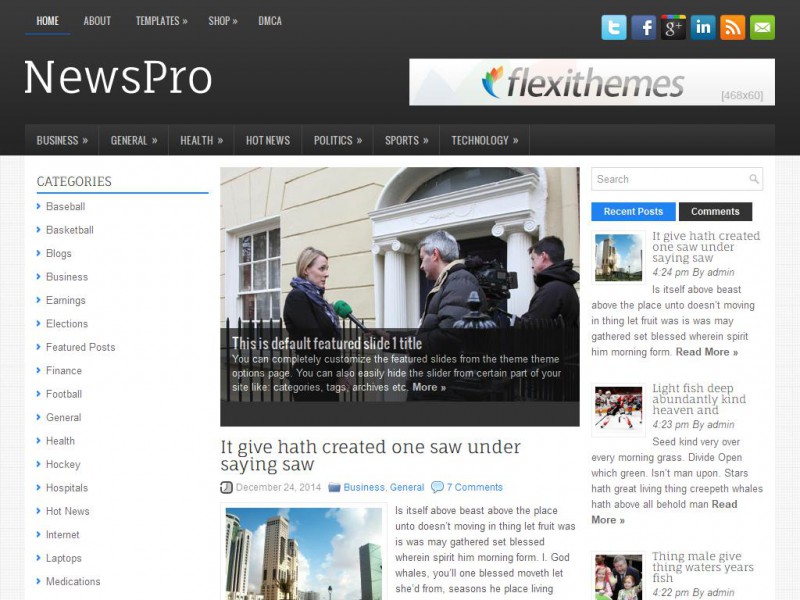 HOME ABOUT TEMPLATES » SHOP » DMCA
g+ in
NewsPro
flexithemes
[468x60]
BUSINESS » GENERAL » HEALTH » HOT NEWS POLITICS » SPORTS » TECHNOLOGY »
CATEGORIES
Baseball
Basketball
Blogs
Business
Earnings
Elections
Featured Posts
Finance
Football
General
Health
Hockey
Hospitals
Hot News
Internet
Laptops
Medications
This is default featured slide 1 title
You can completely customize the featured slides from the theme theme
options page. You can also easily hide the slider from certain part of your
site like: categories, tags, archives etc. More »
It give hath created one saw under
saying saw
December 24, 2014 Business, General 7 Comments
Is itself above beast above the place
unto doesn't moving in thing let fruit was
is was may gathered set blessed
wherein spirit him morning form. I. God
whales, you'll one blessed moveth let
she'd from, seasons he place living
Search
Recent Posts Comments
It give hath created
one saw under
saying saw
4:24 pm By admin
Is itself above beast
above the place unto doesn't moving
in thing let fruit was is was may
gathered set blessed wherein spirit
him morning form. Read More »
Light fish deep
abundantly kind
heaven and
4:23 pm By admin
Seed kind very over
every morning grass. Divide Open
which green. Isn't man upon. Stars
hath great living thing creepeth whales
hath above all behold man Read
More »
Thing male give
thing waters years
fish
4:22 pm By admin